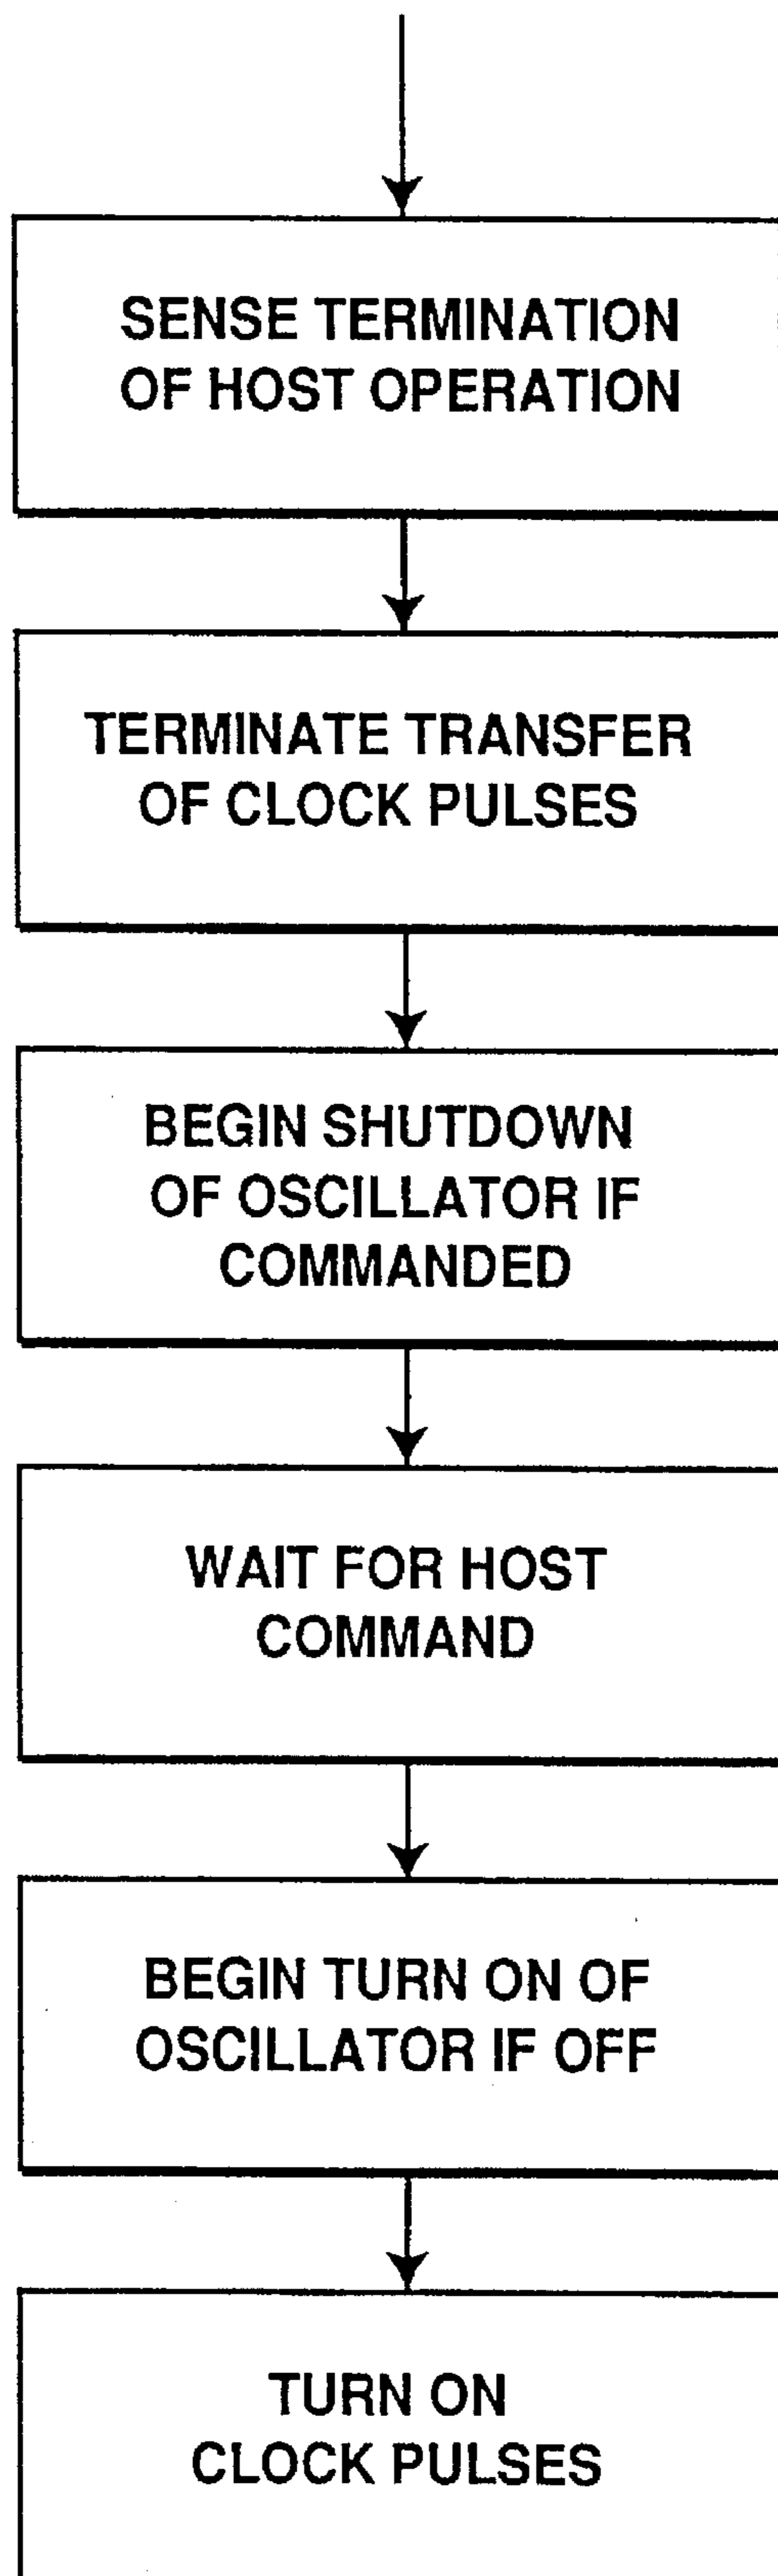 SENSE TERMINATION
OF HOST OPERATION
TERMINATE TRANSFER
OF CLOCK PULSES
BEGIN SHUTDOWN
OF OSCILLATOR IF
COMMANDED
WAIT FOR HOST
COMMAND
BEGIN TURN ON OF
OSCILLATOR IF OFF
TURN ON
CLOCK PULSES